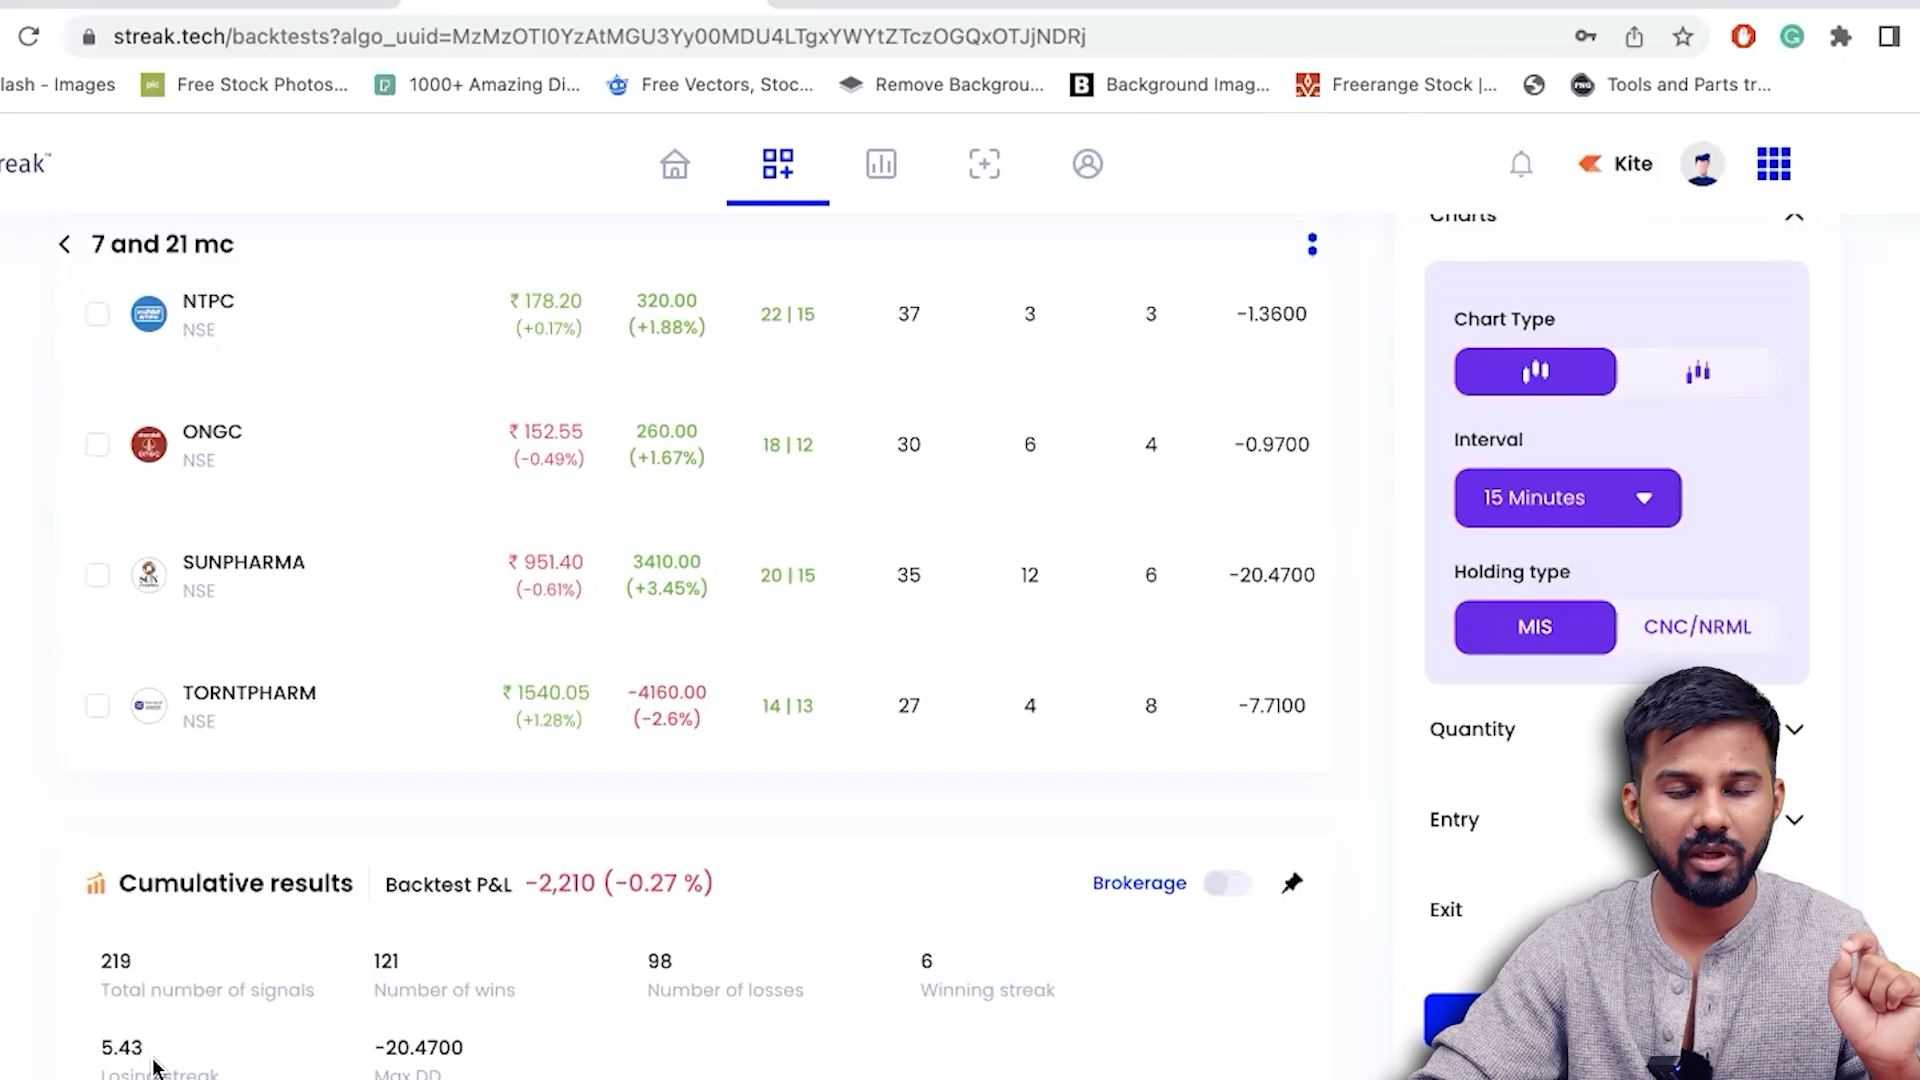 streak.tech/backtests?algo_uuid=MzMzOTI0YzAtMGU3Yy00MDU4LTgxYWYtZTczOGQxOTJjNDRj
lash - Images
Free Stock Photos...
1000+ Amazing Di...
Free Vectors, Stoc...
Remove Backgrou...
Background Imag...
Freerange Stock |...
Tools and Parts tr...
reak™
Kite
7 and 21 mc
NTPC
NSE
₹ 178.20
(+0.17%)
320.00
(+1.88%)
22 | 15
37
3
3
-1.3600
ONGC
NSE
₹ 152.55
(-0.49%)
260.00
(+1.67%)
18 | 12
30
6
4
-0.9700
SUNPHARMA
NSE
₹ 951.40
(-0.61%)
3410.00
(+3.45%)
20 | 15
35
12
6
-20.4700
TORNTPHARM
NSE
₹ 1540.05
(+1.28%)
-4160.00
(-2.6%)
14 | 13
27
4
8
-7.7100
Cumulative results
Backtest P&L -2,210 (-0.27 %)
Brokerage
219
Total number of signals
121
Number of wins
98
Number of losses
6
Winning streak
5.43
Losing streak
-20.4700
Max DD
Charts
Chart Type
Interval
15 Minutes
Holding type
MIS
CNC/NRML
Quantity
Entry
Exit